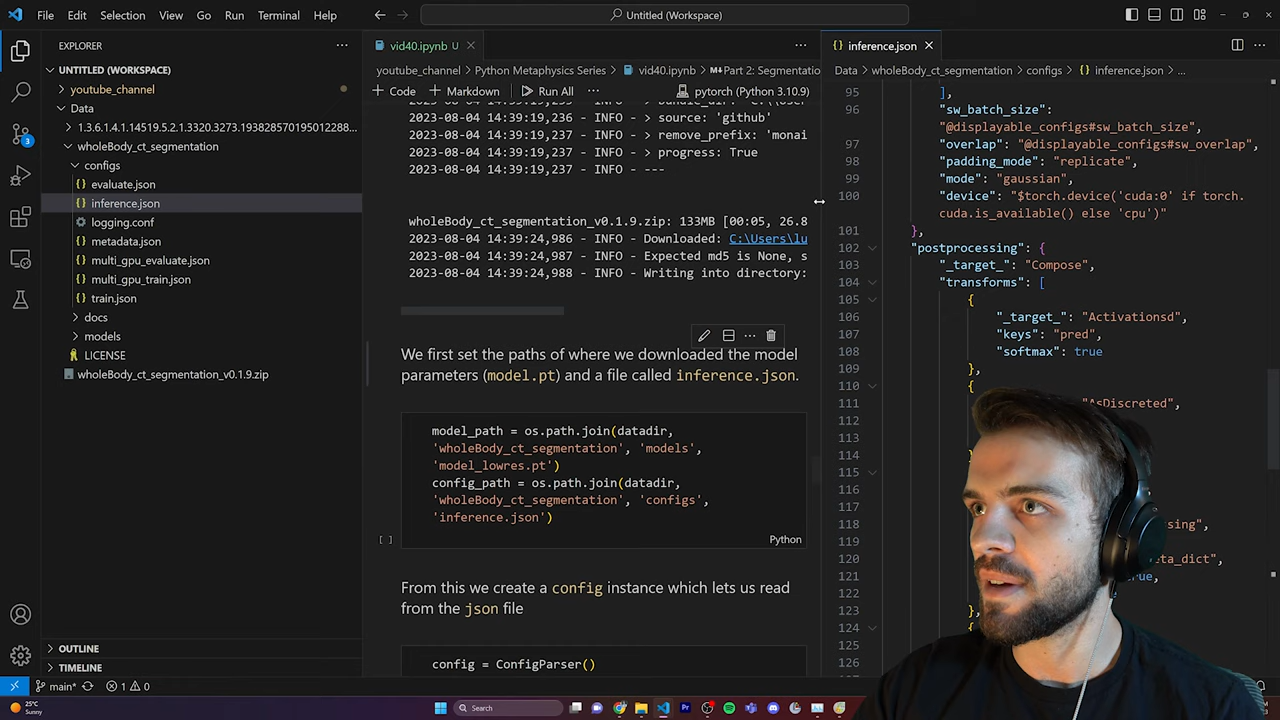 File Edit Selection View Go Run Terminal Help
Untitled (Workspace)
EXPLORER
UNTITLED (WORKSPACE)
youtube_channel
Data
1.3.6.1.4.1.14519.5.2.1.3320.3273.193828570195012288...
wholeBody_ct_segmentation
configs
evaluate.json
inference.json
logging.conf
metadata.json
multi_gpu_evaluate.json
multi_gpu_train.json
train.json
docs
models
LICENSE
wholeBody_ct_segmentation_v0.1.9.zip
OUTLINE
TIMELINE
3
vid40.ipynb U
youtube_channel > Python Metaphysics Series > vid40.ipynb > Part 2: Segmentatio
+ Code + Markdown Run All ... pytorch (Python 3.10.9)
2023-08-04 14:39:19,236 - INFO - > source: 'github'
2023-08-04 14:39:19,237 - INFO - > remove_prefix: 'monai
2023-08-04 14:39:19,237 - INFO - > progress: True
2023-08-04 14:39:19,237 - INFO - ---
wholeBody_ct_segmentation_v0.1.9.zip: 133MB [00:05, 26.8
2023-08-04 14:39:24,986 - INFO - Downloaded: C:\Users\lu
2023-08-04 14:39:24,987 - INFO - Expected md5 is None, s
2023-08-04 14:39:24,988 - INFO - Writing into directory:
We first set the paths of where we downloaded the model
parameters (model.pt) and a file called inference.json.
model_path = os.path.join(datadir,
'wholeBody_ct_segmentation', 'models',
'model_lowres.pt')
config_path = os.path.join(datadir,
'wholeBody_ct_segmentation', 'configs',
'inference.json')
[ ]
Python
From this we create a config instance which lets us read
from the json file
config = ConfigParser()
{} inference.json
Data > wholeBody_ct_segmentation > configs > {} inference.json > ...
95 ],
96 "sw_batch_size":
"@displayable_configs#sw_batch_size",
97 "overlap": "@displayable_configs#sw_overlap",
98 "padding_mode": "replicate",
99 "mode": "gaussian",
100 "device": "$torch.device('cuda:0' if torch.
cuda.is_available() else 'cpu')"
101 },
102 "postprocessing": {
103 "_target_": "Compose",
104 "transforms": [
105 {
106 "_target_": "Activationsd",
107 "keys": "pred",
108 "softmax": true
109 },
110 {
111 "AsDiscreted",
112
113
114
115
116
117
118
119
120
121
122
123 },
124 {
125
126
main*
1 0
25°C
Sunny
Search